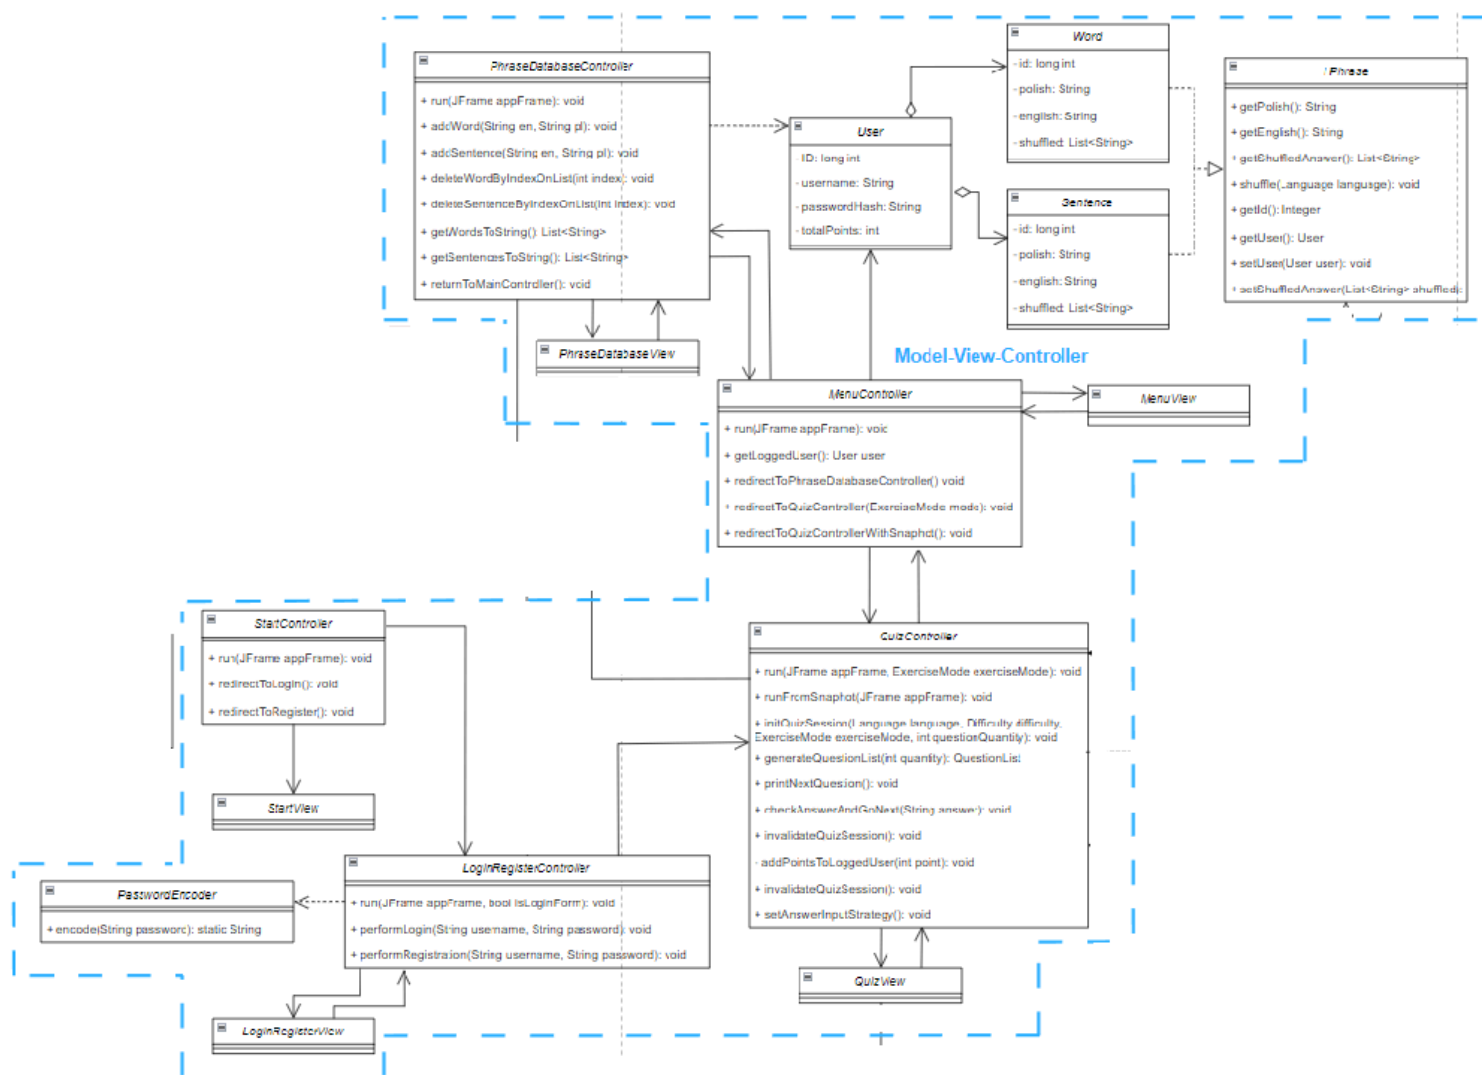 PhraseDatabaseController
+ run(JFrame appFrame): void
+ addWord(String en, String pl): void
+ addSentence(String en, String pl): void
+ deleteWordByIndexOnList(int index): void
+ deleteSentenceByIndexOnList(int index): void
+ getWordsToString(): List<String>
+ getSentencesToString(): List<String>
+ returnToMainController(): void
PhraseDatabaseView
User
- ID: long int
- username: String
- passwordHash: String
- totalPoints: int
Word
- id: long int
- polish: String
- english: String
- shuffled: List<String>
Sentence
- id: long int
- polish: String
- english: String
- shuffled: List<String>
Phrase
+ getPolish(): String
+ getEnglish(): String
+ getShuffledAnswer(): List<String>
+ shuffle(Language language): void
+ getId(): Integer
+ getUser(): User
+ setUser(User user): void
+ setShuffledAnswer(List<String> shuffled):
Model-View-Controller
MenuController
+ run(JFrame appFrame): void
+ getLoggedUser(): User user
+ redirectToPhraseDatabaseController() void
+ redirectToQuizController(ExerciseMode mode): void
+ redirectToQuizControllerWithSnaphot(): void
MenuView
StartController
+ run(JFrame appFrame): void
+ redirectToLogin(): void
+ redirectToRegister(): void
StartView
QuizController
+ run(JFrame appFrame, ExerciseMode exerciseMode): void
+ runFromSnaphot(JFrame appFrame): void
+ initQuizSession(Language language, Difficulty difficulty,
ExerciseMode exerciseMode, int questionQuantity): void
+ generateQuestionList(int quantity): QuestionList
+ printNextQuestion(): void
+ checkAnswerAndGoNext(String answer): void
+ invalidateQuizSession(): void
- addPointsToLoggedUser(int point): void
+ invalidateQuizSession(): void
+ setAnswerInputStrategy(): void
QuizView
LoginRegisterController
+ run(JFrame appFrame, bool isLoginForm): void
+ performLogin(String username, String password): void
+ performRegistration(String username, String password): void
PasswordEncoder
+ encode(String password): static String
LoginRegisterView